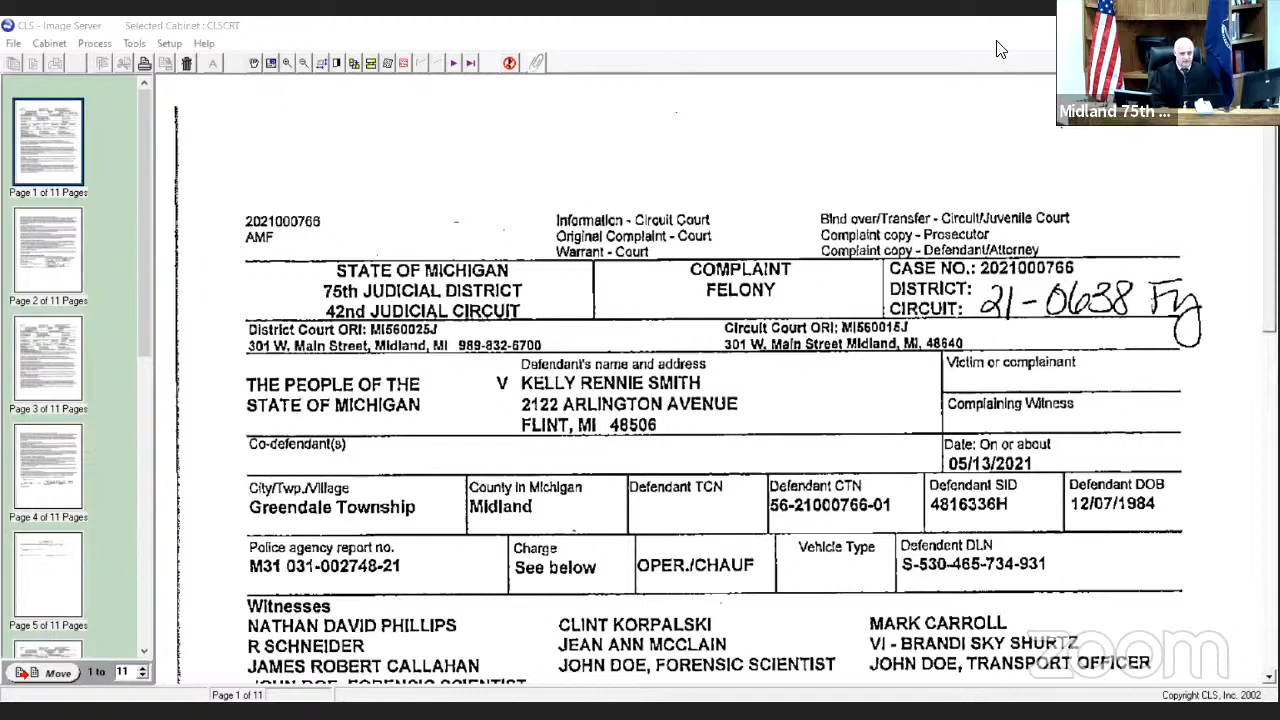 CLS - Image Server Selected Cabinet : CLSCRT
File Cabinet Process Tools Setup Help
Midland 75th ...
Page 1 of 11 Pages
Page 2 of 11 Pages
Page 3 of 11 Pages
Page 4 of 11 Pages
Page 5 of 11 Pages
Move 1 to 11
2021000766
AMF
Information - Circuit Court
Original Complaint - Court
Warrant - Court
Bind over/Transfer - Circuit/Juvenile Court
Complaint copy - Prosecutor
Complaint copy - Defendant/Attorney
STATE OF MICHIGAN
75th JUDICIAL DISTRICT
42nd JUDICIAL CIRCUIT
COMPLAINT
FELONY
CASE NO.: 2021000766
DISTRICT:
CIRCUIT: 21-0638 Fy
District Court ORI: MI560025J
301 W. Main Street, Midland, MI 989-832-6700
Circuit Court ORI: MI560015J
301 W. Main Street Midland, MI, 48640
THE PEOPLE OF THE
STATE OF MICHIGAN
V
Defendant's name and address
KELLY RENNIE SMITH
2122 ARLINGTON AVENUE
FLINT, MI 48506
Victim or complainant
Complaining Witness
Co-defendant(s)
Date: On or about
05/13/2021
City/Twp./Village
Greendale Township
County in Michigan
Midland
Defendant TCN
Defendant CTN
56-21000766-01
Defendant SID
4816336H
Defendant DOB
12/07/1984
Police agency report no.
M31 031-002748-21
Charge
See below
OPER./CHAUF
Vehicle Type
Defendant DLN
S-530-465-734-931
Witnesses
NATHAN DAVID PHILLIPS CLINT KORPALSKI MARK CARROLL
R SCHNEIDER JEAN ANN MCCLAIN VI - BRANDI SKY SHURTZ
JAMES ROBERT CALLAHAN JOHN DOE, FORENSIC SCIENTIST JOHN DOE, TRANSPORT OFFICER
JOHN DOE, FORENSIC SCIENTIST
zoom
Page 1 of 11
Copyright CLS, Inc. 2002